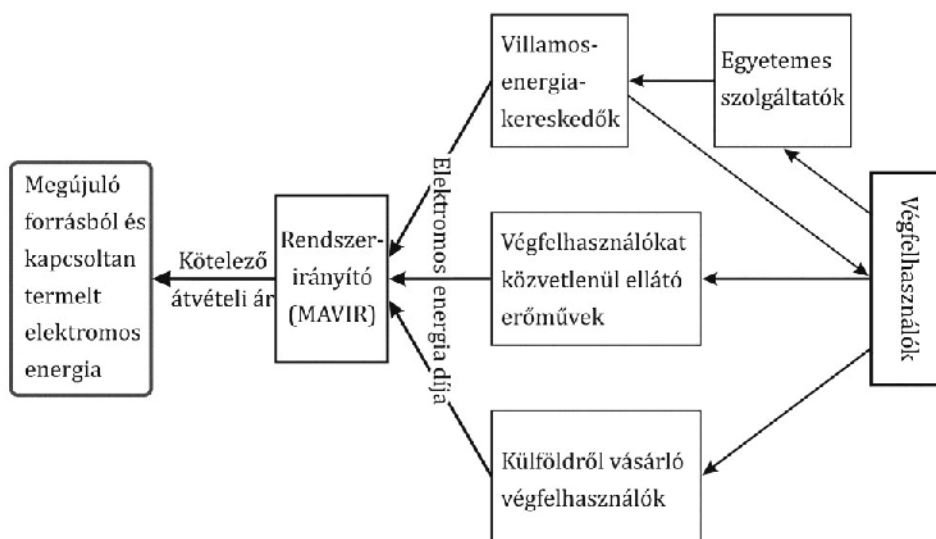 Megújuló
forrásból és
kapcsoltan
termelt
elektromos
energia
Kötelező
átvételi ár
Rendszer-
irányító
(MAVIR)
Elektromos energia díja
Villamos-
energia-
kereskedők
Egyetemes
szolgáltatók
Végfelhasználókat
közvetlenül ellátó
erőművek
Külföldről vásárló
végfelhasználók
Végfelhasználók